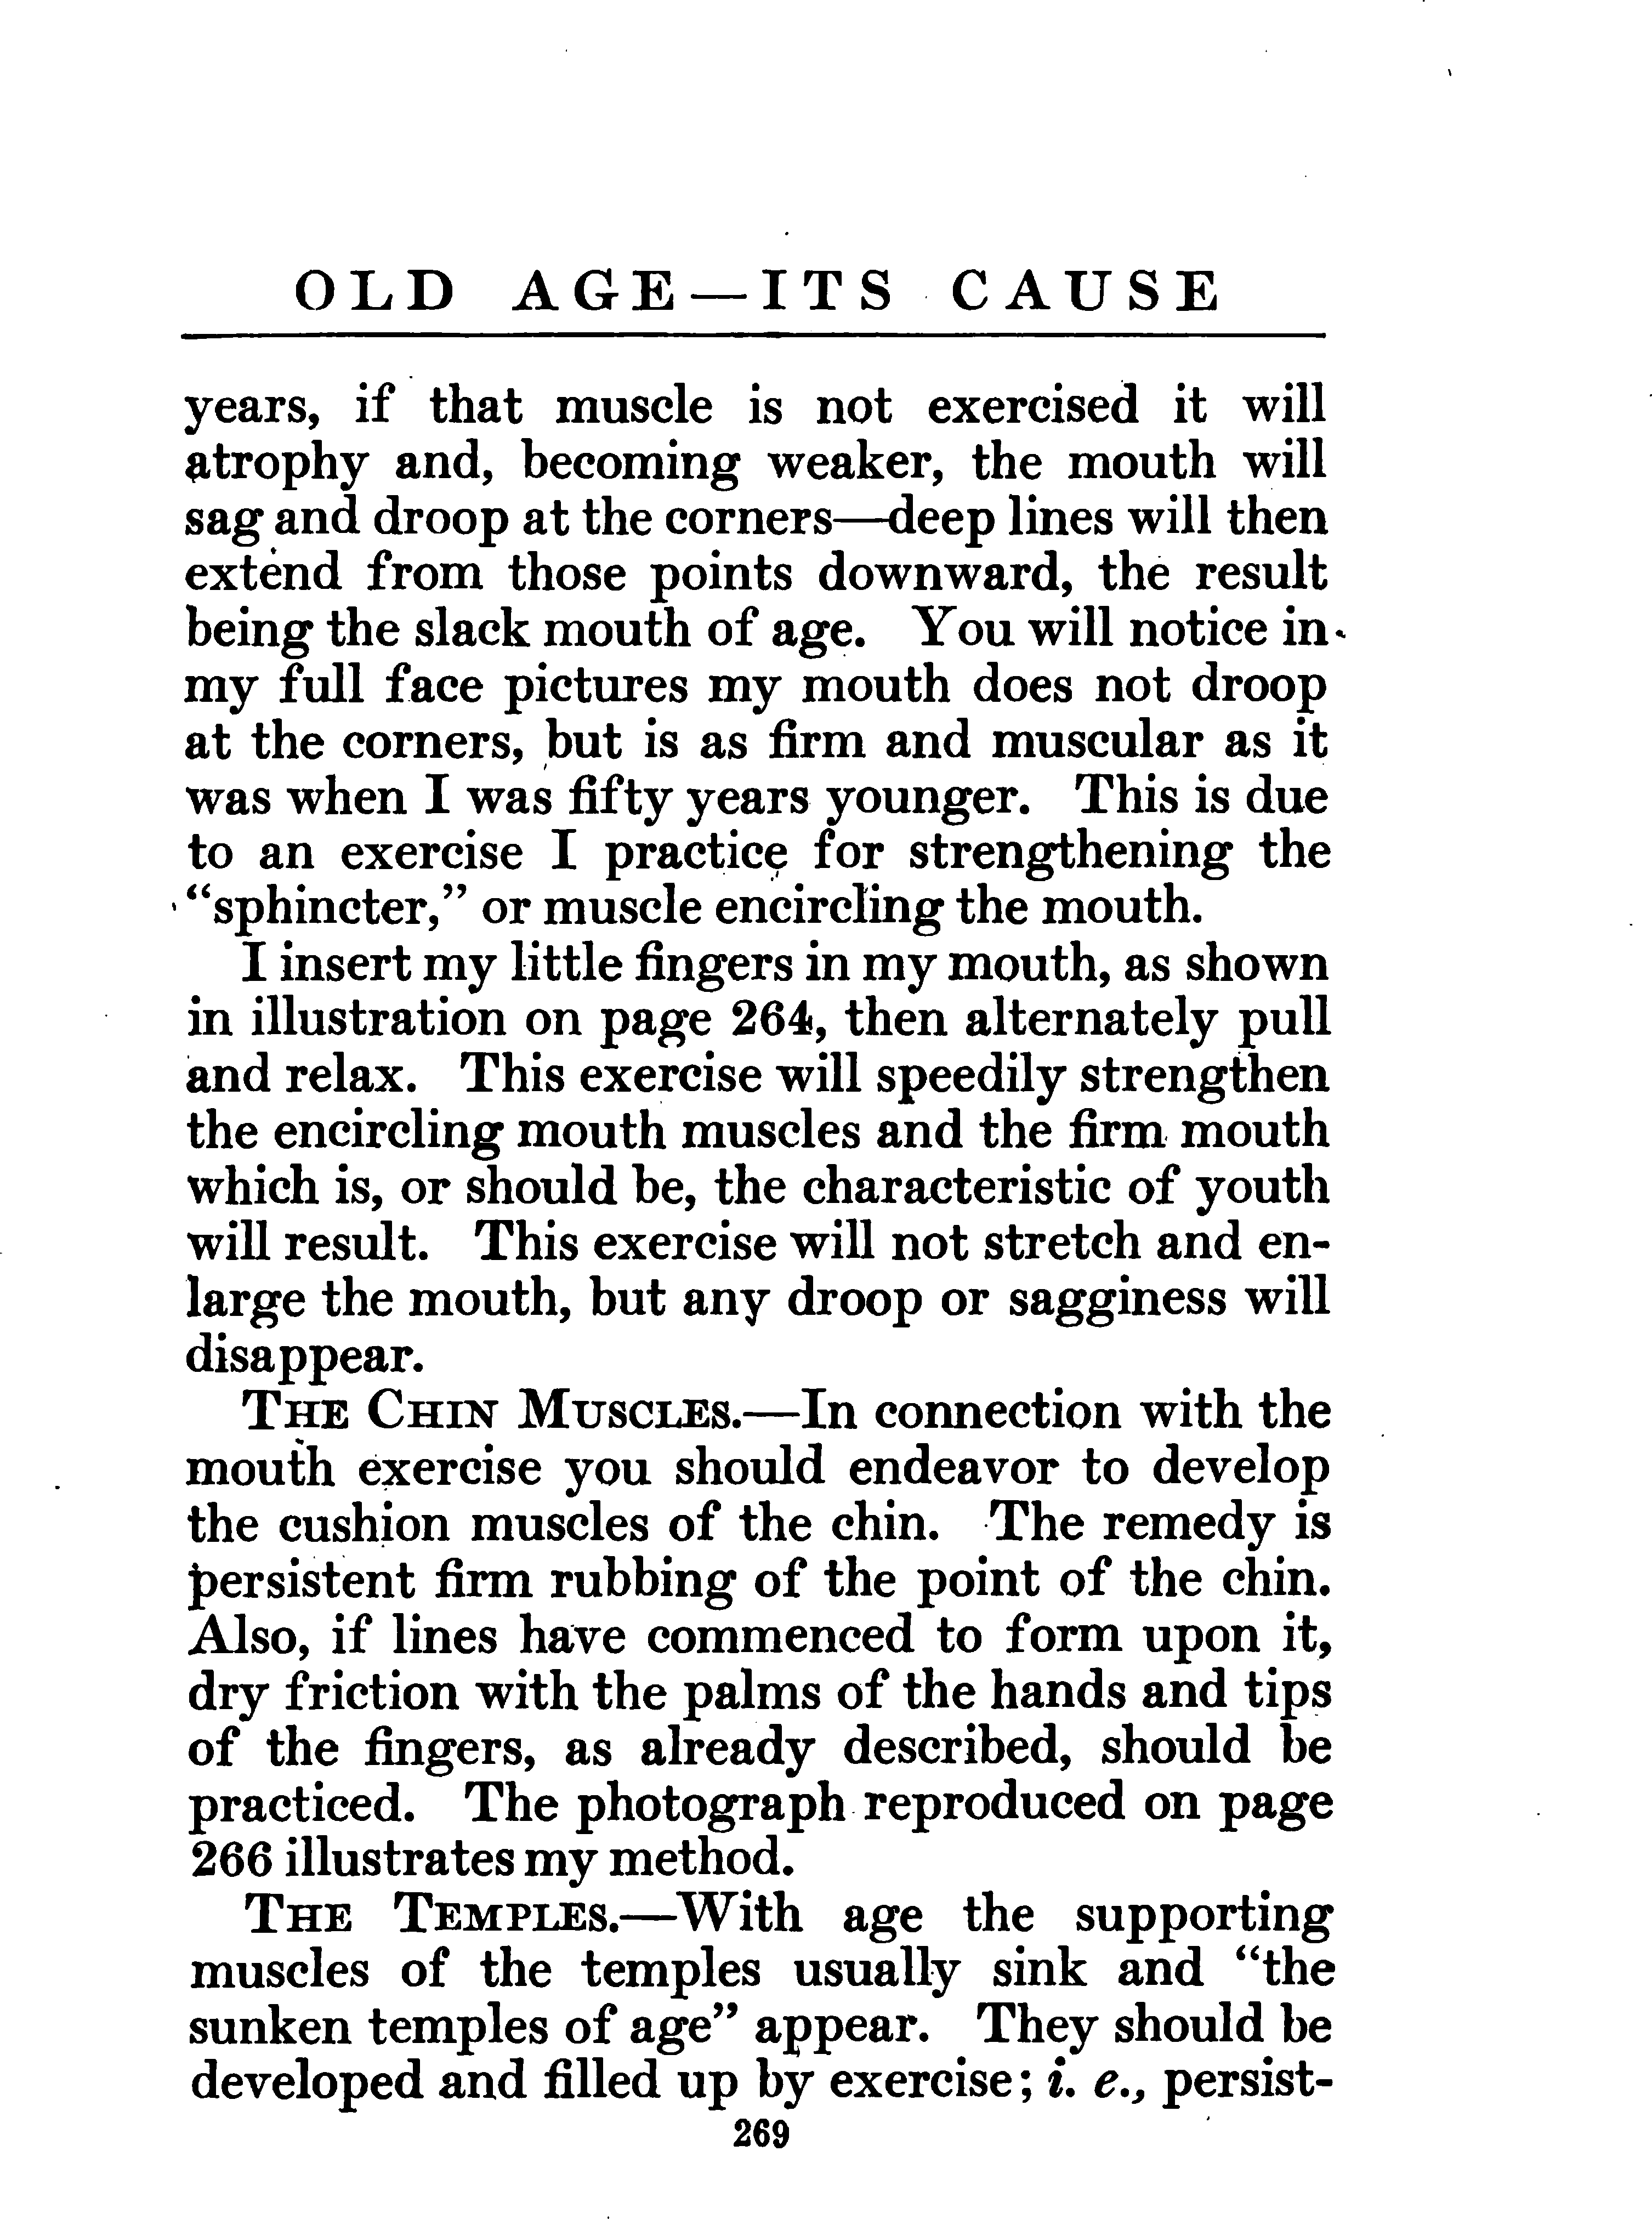 OLD AGE—ITS CAUSE
years, if that muscle is not exercised it will
atrophy and, becoming weaker, the mouth will
sag and droop at the corners—deep lines will then
extend from those points downward, the result
being the slack mouth of age. You will notice in
my full face pictures my mouth does not droop
at the corners, but is as firm and muscular as it
was when I was fifty years younger. This is due
to an exercise I practice for strengthening the
“sphincter,” or muscle encircling the mouth.
I insert my little fingers in my mouth, as shown
in illustration on page 264, then alternately pull
and relax. This exercise will speedily strengthen
the encircling mouth muscles and the firm mouth
which is, or should be, the characteristic of youth
will result. This exercise will not stretch and en-
large the mouth, but any droop or sagginess will
disappear.
THE CHIN MUSCLES.—In connection with the
mouth exercise you should endeavor to develop
the cushion muscles of the chin. The remedy is
persistent firm rubbing of the point of the chin.
Also, if lines have commenced to form upon it,
dry friction with the palms of the hands and tips
of the fingers, as already described, should be
practiced. The photograph reproduced on page
266 illustrates my method.
THE TEMPLES.—With age the supporting
muscles of the temples usually sink and “the
sunken temples of age” appear. They should be
developed and filled up by exercise; i. e., persist-
269